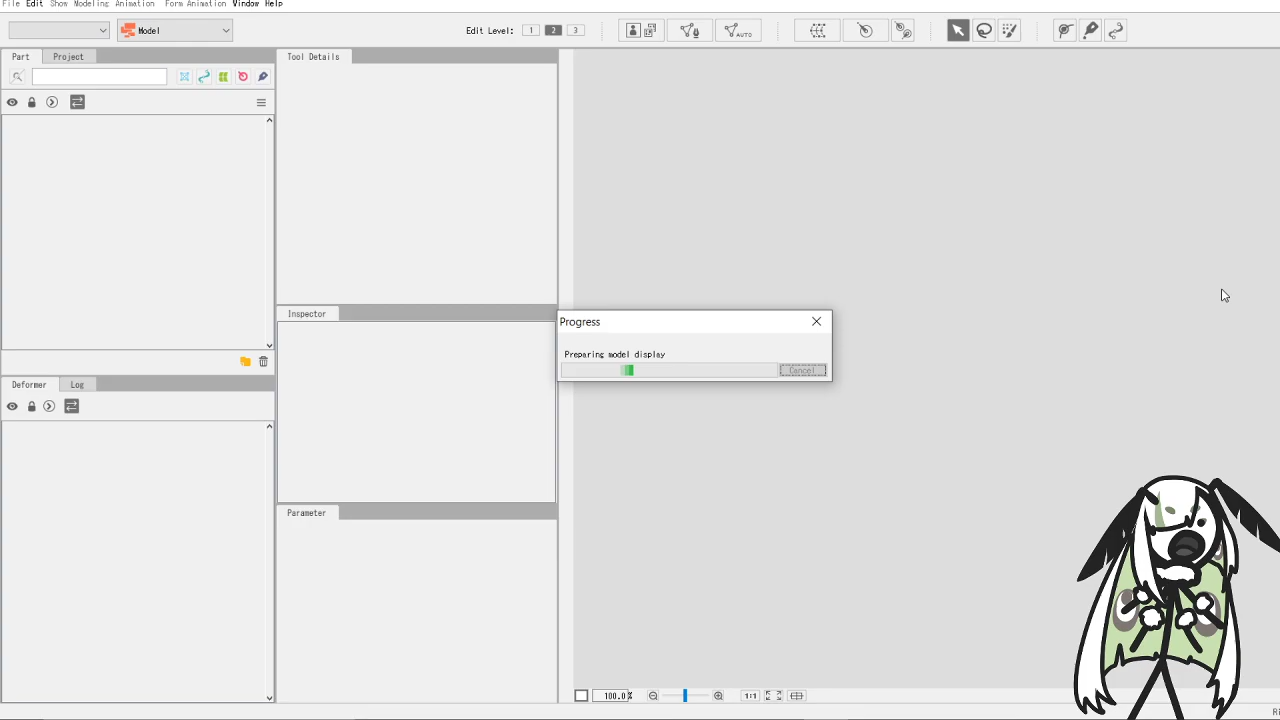 File Edit Show Modeling Animation Form Animation Window Help
Model
Edit Level: 1 2 3
AUTO
Part Project
Tool Details
Inspector
Progress
Preparing model display
Cancel
Deformer Log
Parameter
100.0%
1:1